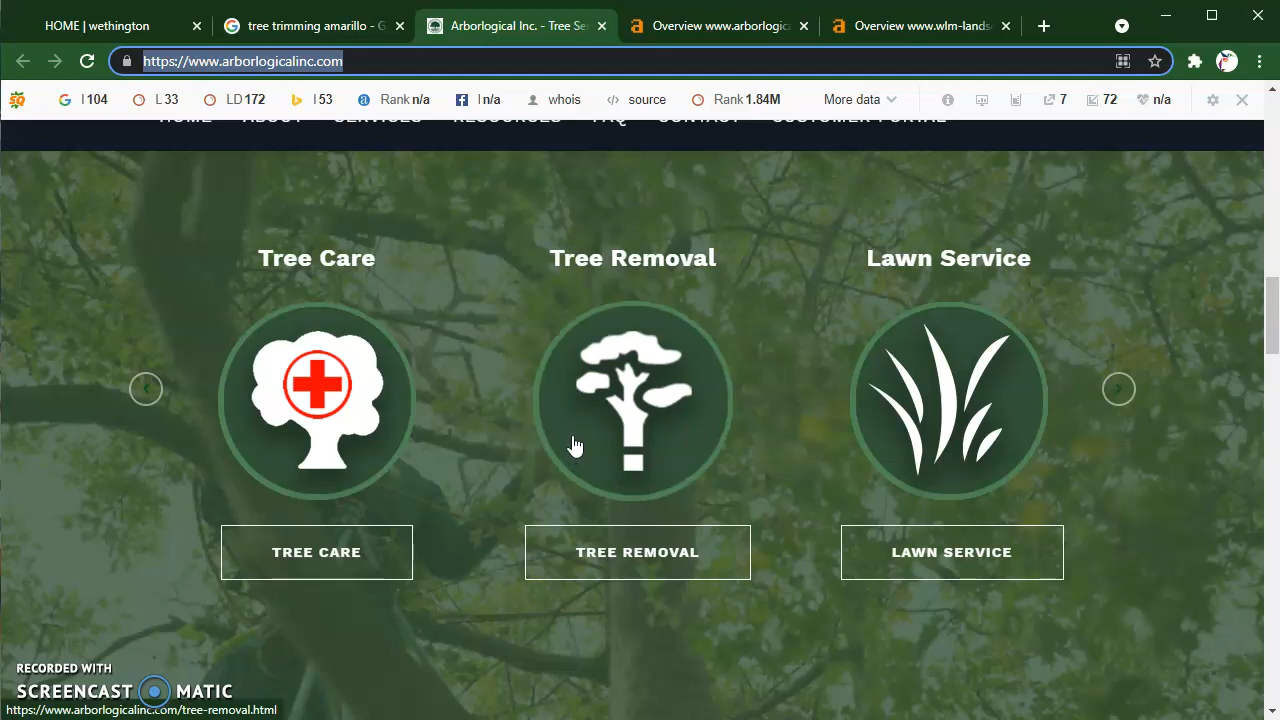 HOME | wethington
tree trimming amarillo - G
Arborlogical Inc. - Tree Se
Overview www.arborlogic
Overview www.wlm-lands
https://www.arborlogicalinc.com
I 104 L 33 LD 172 I 53 Rank n/a I n/a whois source Rank 1.84M More data 7 72 n/a
HOME ABOUT SERVICES RESOURCES FAQ CONTACT CUSTOMER PORTAL
Tree Care
Tree Removal
Lawn Service
TREE CARE
TREE REMOVAL
LAWN SERVICE
RECORDED WITH
SCREENCAST MATIC
https://www.arborlogicalinc.com/tree-removal.html